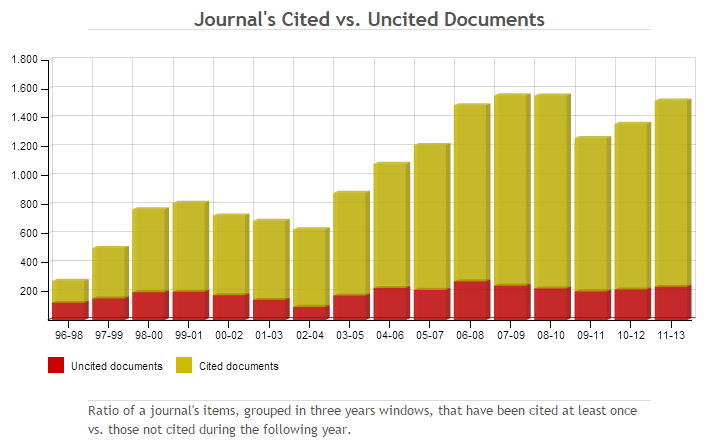 Journal's Cited vs. Uncited Documents
1.800
1.600
1.400
1.200
1.000
800
600
400
200
96-98 97-99 98-00 99-01 00-02 01-03 02-04 03-05 04-06 05-07 06-08 07-09 08-10 09-11 10-12 11-13
Uncited documents Cited documents
Ratio of a journal's items, grouped in three years windows, that have been cited at least once
vs. those not cited during the following year.